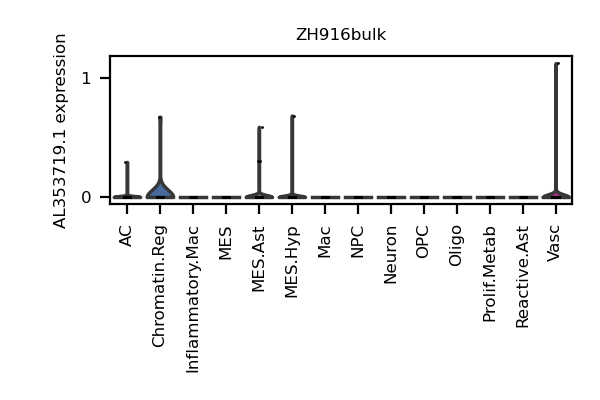 ZH916bulk
AL353719.1 expression
1
0
AC
Chromatin.Reg
Inflammatory.Mac
MES
MES.Ast
MES.Hyp
Mac
NPC
Neuron
OPC
Oligo
Prolif.Metab
Reactive.Ast
Vasc